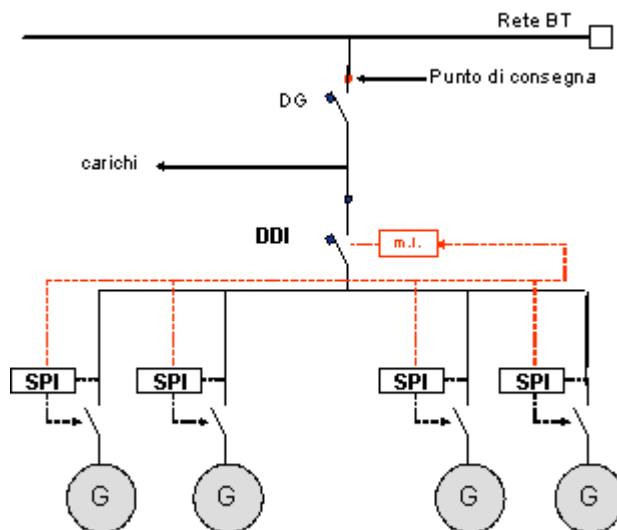 Rete BT
Punto di consegna
DG
carichi
DDI
m.I.
SPI SPI SPI SPI
G G G G